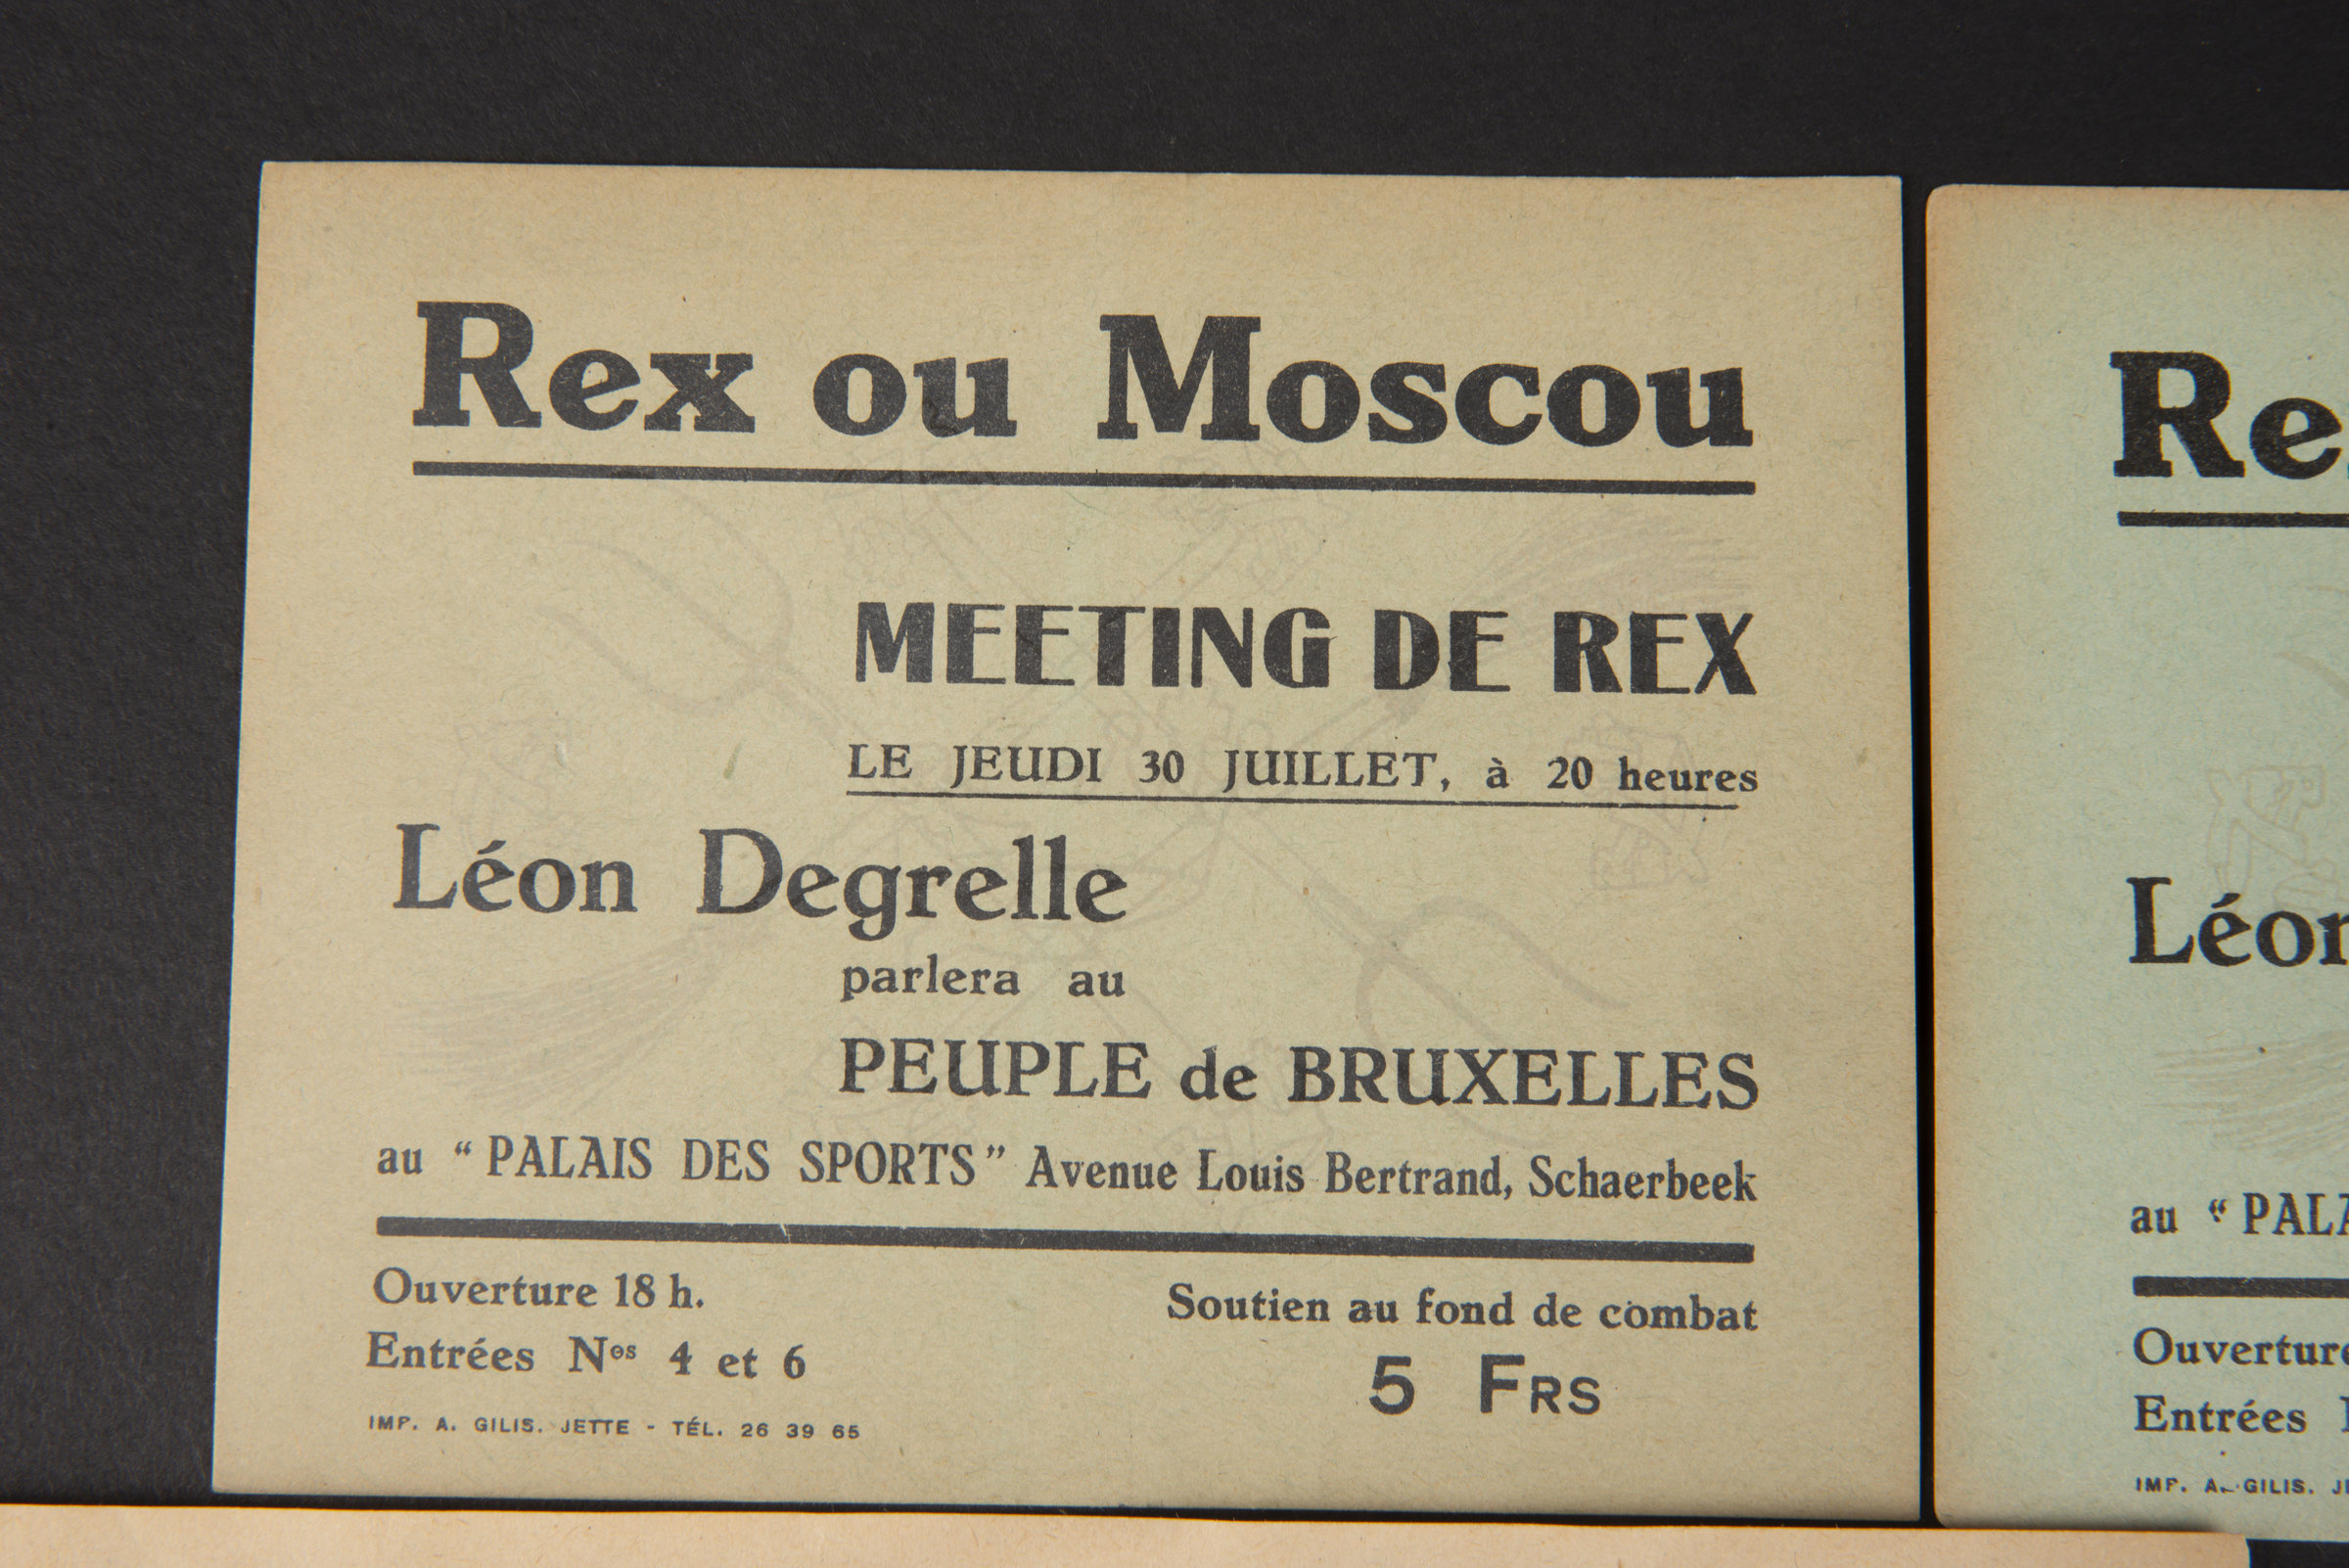 Rex ou Moscou
MEETING DE REX
LE JEUDI 30 JUILLET, à 20 heures
Léon Degrelle
parlera au
PEUPLE de BRUXELLES
au “ PALAIS DES SPORTS ” Avenue Louis Bertrand, Schaerbeek
Ouverture 18 h.
Entrées Nos 4 et 6
Soutien au fond de combat
5 FRS
IMP. A. GILIS. JETTE - TÉL. 26 39 65
Re
Léon
au “ PALA
Ouverture
Entrées
IMP. A. GILIS. J